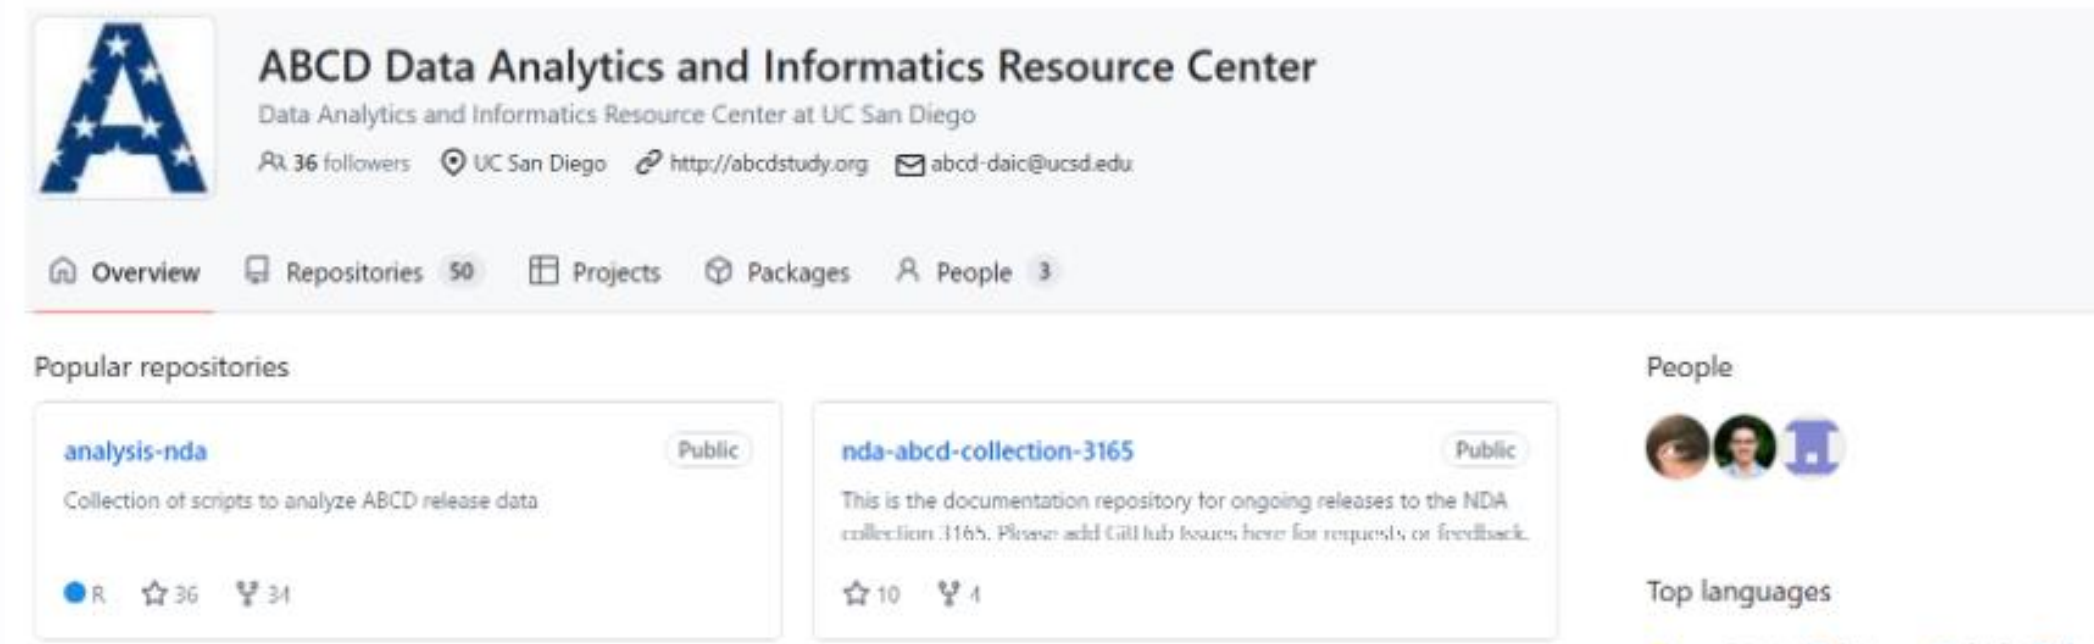 A
ABCD Data Analytics and Informatics Resource Center
Data Analytics and Informatics Resource Center at UC San Diego
36 followers UC San Diego http://abcdstudy.org abcd-daic@ucsd.edu
Overview Repositories 50 Projects Packages People 3
Popular repositories
People
analysis-nda Public
Collection of scripts to analyze ABCD release data
R 36 34
nda-abcd-collection-3165 Public
This is the documentation repository for ongoing releases to the NDA
collection 3165. Please add GitHub Issues here for requests or feedback.
10 4
Top languages